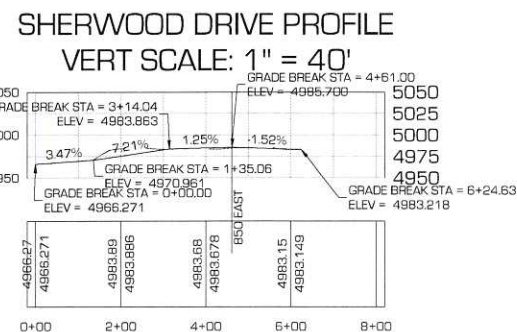 SHERWOOD DRIVE PROFILE
VERT SCALE: 1" = 40'
GRADE BREAK STA = 4+61.00
ELEV = 4985.700
050 5050
RADE BREAK STA = 3+14.04
ELEV = 4983.863
5025
000 5000
3.47% 7.21% 1.25% -1.52%
4975
GRADE BREAK STA = 1+35.06
ELEV = 4970.961
950 4950
GRADE BREAK STA = 0+00.00
ELEV = 4966.271
GRADE BREAK STA = 6+24.63
ELEV = 4983.218
850 EAST
4966.27
4966.271
4983.89
4983.886
4983.68
4983.678
4983.15
4983.149
0+00 2+00 4+00 6+00 8+00